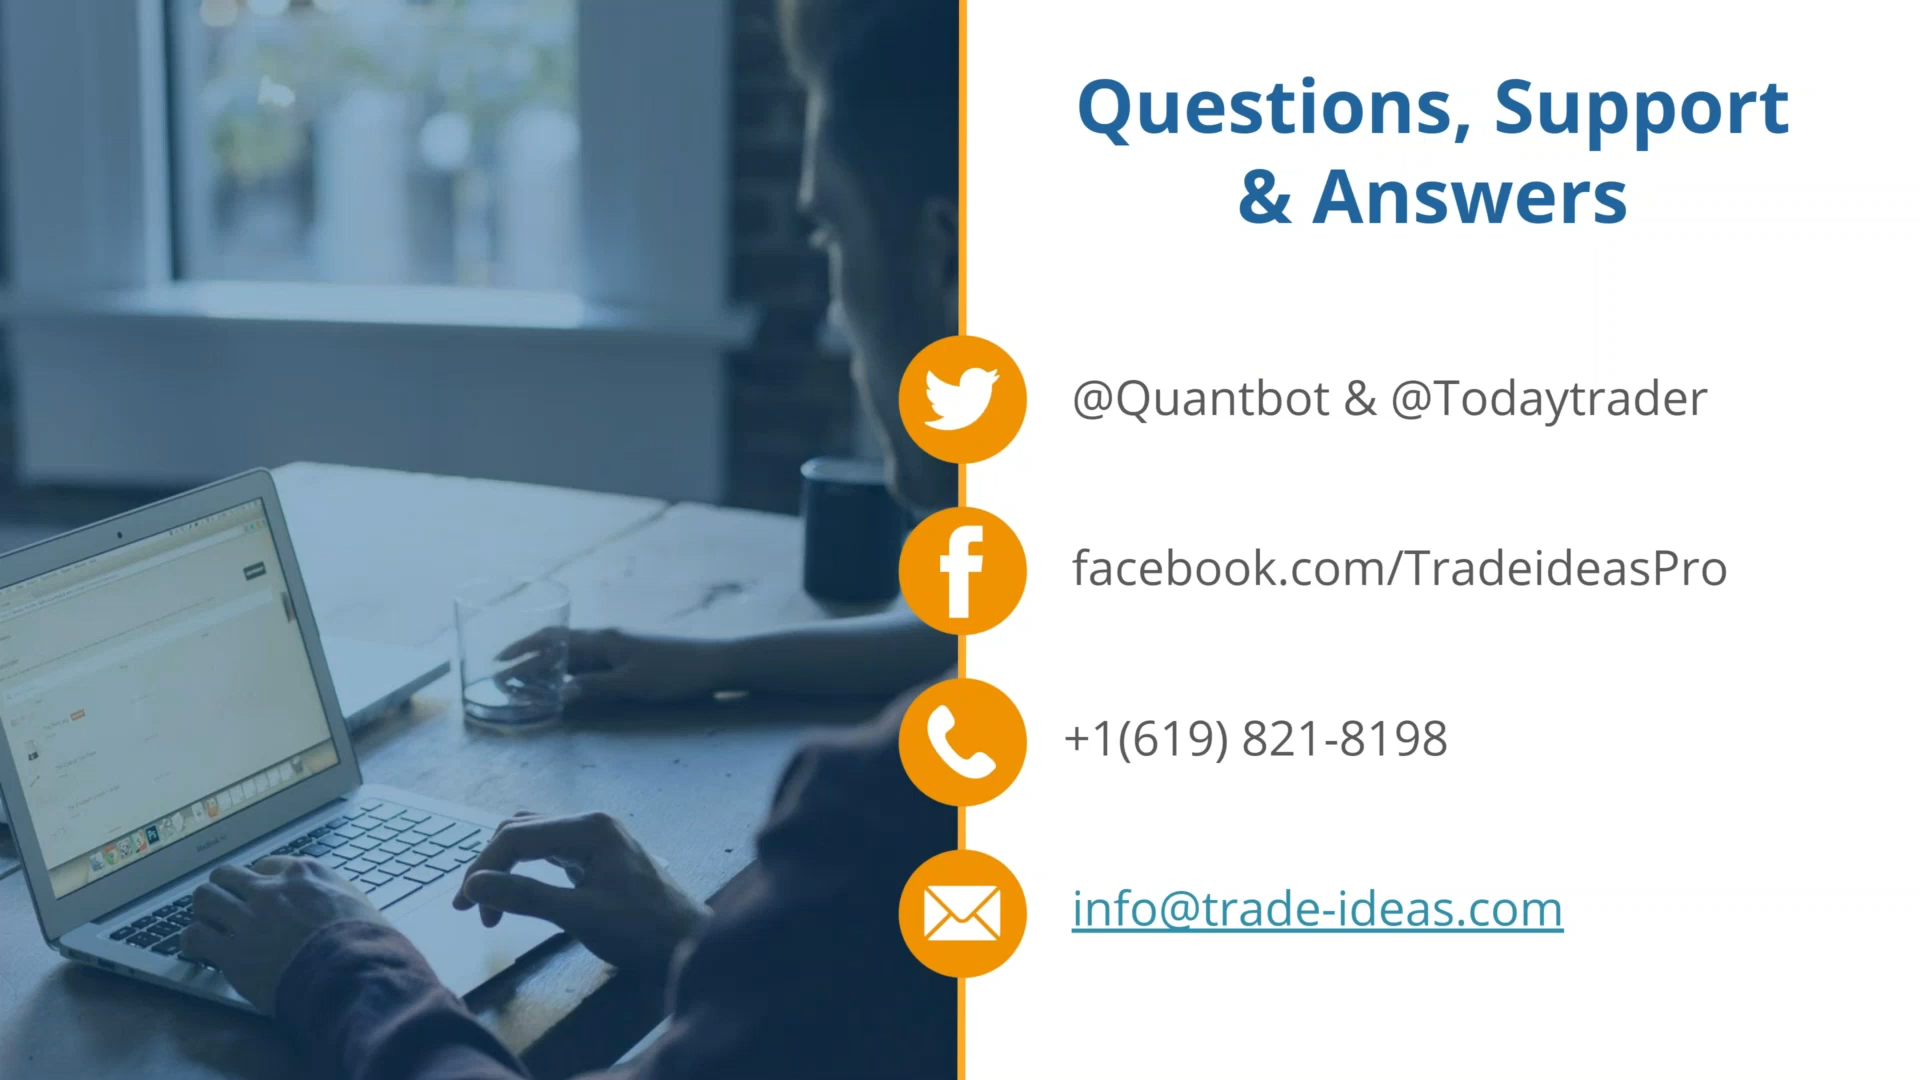 Questions, Support
& Answers
@Quantbot & @Todaytrader
facebook.com/TradeideasPro
+1(619) 821-8198
info@trade-ideas.com